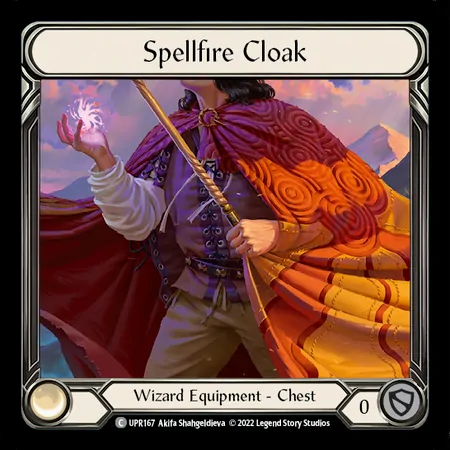 Spellfire Cloak
Wizard Equipment - Chest
0
C UPR167 Akifa Shahgeldieva © 2022 Legend Story Studios